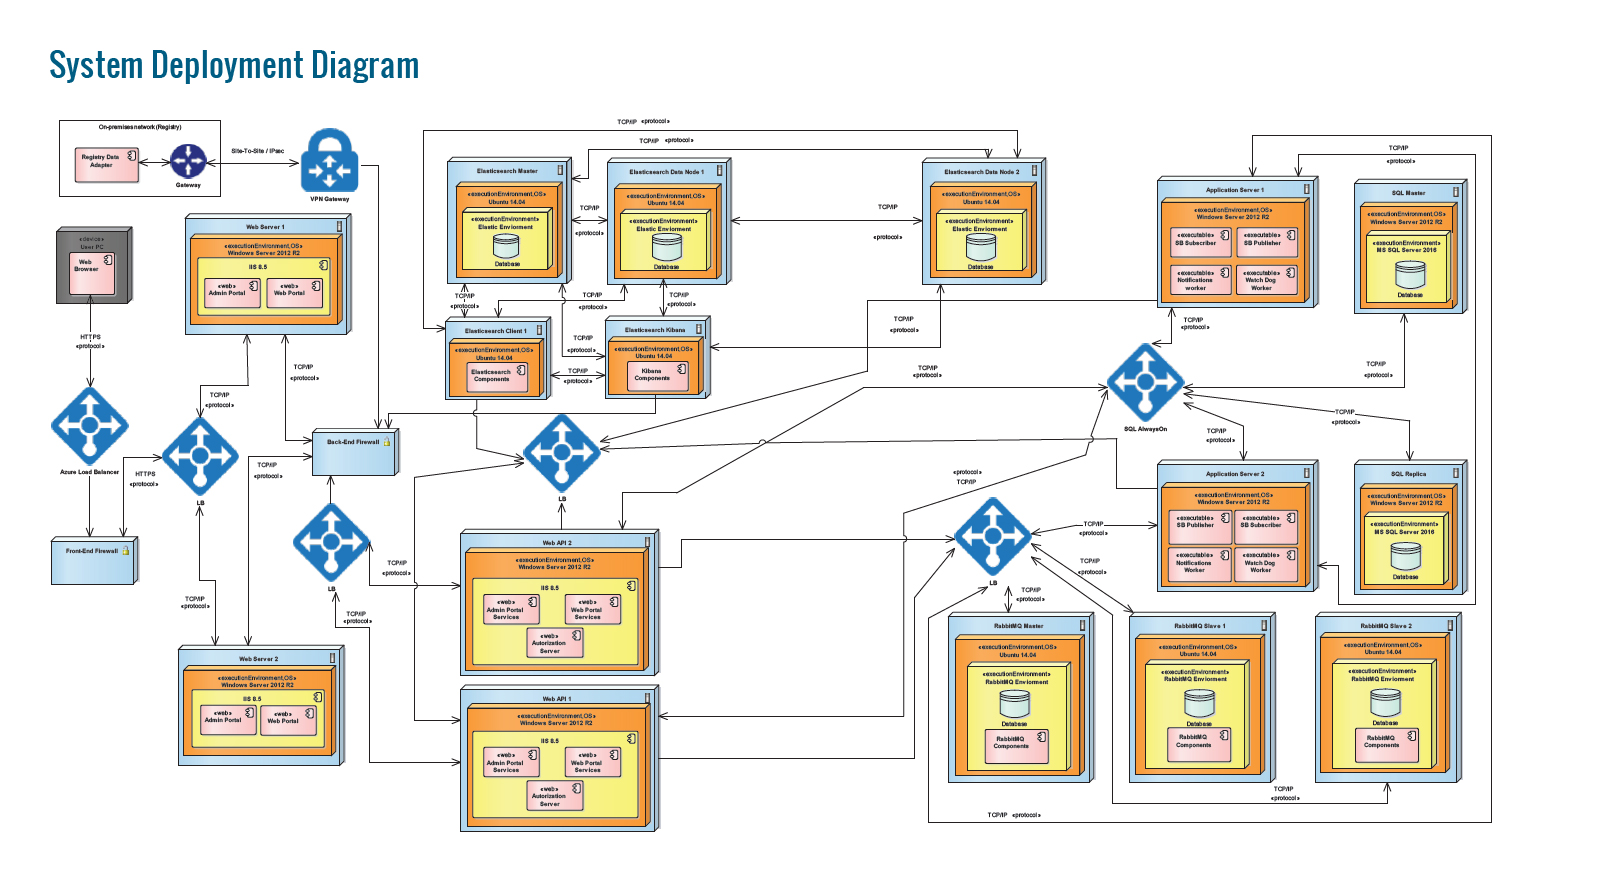 System Deployment Diagram
On-premises network (Registry)
Registry Data
Adapter
Gateway
Site-To-Site / IPsec
VPN Gateway
«device»
User PC
Web
Browser
HTTPS
«protocol»
Azure Load Balancer
Front-End Firewall
HTTPS
«protocol»
Web Server 1
«executionEnvironment,OS»
Windows Server 2012 R2
IIS 8.5
«web»
Admin Portal
«web»
Web Portal
TCP/IP
«protocol»
TCP/IP
«protocol»
LB
Back-End Firewall
TCP/IP
«protocol»
LB
TCP/IP
«protocol»
TCP/IP
«protocol»
TCP/IP
«protocol»
Web Server 2
«executionEnvironment,OS»
Windows Server 2012 R2
IIS 8.5
«web»
Admin Portal
«web»
Web Portal
TCP/IP «protocol»
TCP/IP «protocol»
Elasticsearch Master
«executionEnvironment,OS»
Ubuntu 14.04
«executionEnvironment»
Elastic Enviorment
Database
TCP/IP
«protocol»
Elasticsearch Data Node 1
«executionEnvironment,OS»
Ubuntu 14.04
«executionEnvironment»
Elastic Enviorment
Database
TCP/IP
«protocol»
Elasticsearch Data Node 2
«executionEnvironment,OS»
Ubuntu 14.04
«executionEnvironment»
Elastic Enviorment
Database
TCP/IP
«protocol»
TCP/IP
«protocol»
TCP/IP
«protocol»
Elasticsearch Client 1
«executionEnvironment,OS»
Ubuntu 14.04
Elasticsearch
Components
TCP/IP
«protocol»
TCP/IP
«protocol»
Elasticsearch Kibana
«executionEnvironment,OS»
Ubuntu 14.04
Kibana
Components
TCP/IP
«protocol»
TCP/IP
«protocol»
LB
Web API 2
«executionEnvironment,OS»
Windows Server 2012 R2
IIS 8.5
«web»
Admin Portal
Services
«web»
Web Portal
Services
«web»
Autorization
Server
Web API 1
«executionEnvironment,OS»
Windows Server 2012 R2
IIS 8.5
«web»
Admin Portal
Services
«web»
Web Portal
Services
«web»
Autorization
Server
TCP/IP
«protocol»
Application Server 1
«executionEnvironment,OS»
Windows Server 2012 R2
«executable»
SB Subscriber
«executable»
SB Publieher
«executable»
Notifications
worker
«executable»
Watch Dog
Worker
SQL Master
«executionEnvironment,OS»
Windows Server 2012 R2
«executionEnvironment»
MS SQL Server 2016
Database
TCP/IP
«protocol»
TCP/IP
«protocol»
SQL AlwaysOn
TCP/IP
«protocol»
TCP/IP
«protocol»
Application Server 2
«executionEnvironment,OS»
Windows Server 2012 R2
«executable»
SB Publisher
«executable»
SB Subscriber
«executable»
Notifications
Worker
«executable»
Watch Dog
Worker
SQL Replica
«executionEnvironment,OS»
Windows Server 2012 R2
«executionEnvironment»
MS SQL Server 2016
Database
«protocol»
TCP/IP
LB
TCP/IP
«protocol»
TCP/IP
«protocol»
TCP/IP
«protocol»
RabbitMQ Master
«executionEnvironment,OS»
Ubuntu 14.04
«executionEnvironment»
RabbitMQ Enviorment
Database
RabbitMQ
Components
RabbitMQ Slave 1
«executionEnvironment,OS»
Ubuntu 14.04
«executionEnvironment»
RabbitMQ Enviorment
Database
RabbitMQ
Components
RabbitMQ Slave 2
«executionEnvironment,OS»
Ubuntu 14.04
«executionEnvironment»
RabbitMQ Enviorment
Database
RabbitMQ
Components
TCP/IP
«protocol»
TCP/IP «protocol»